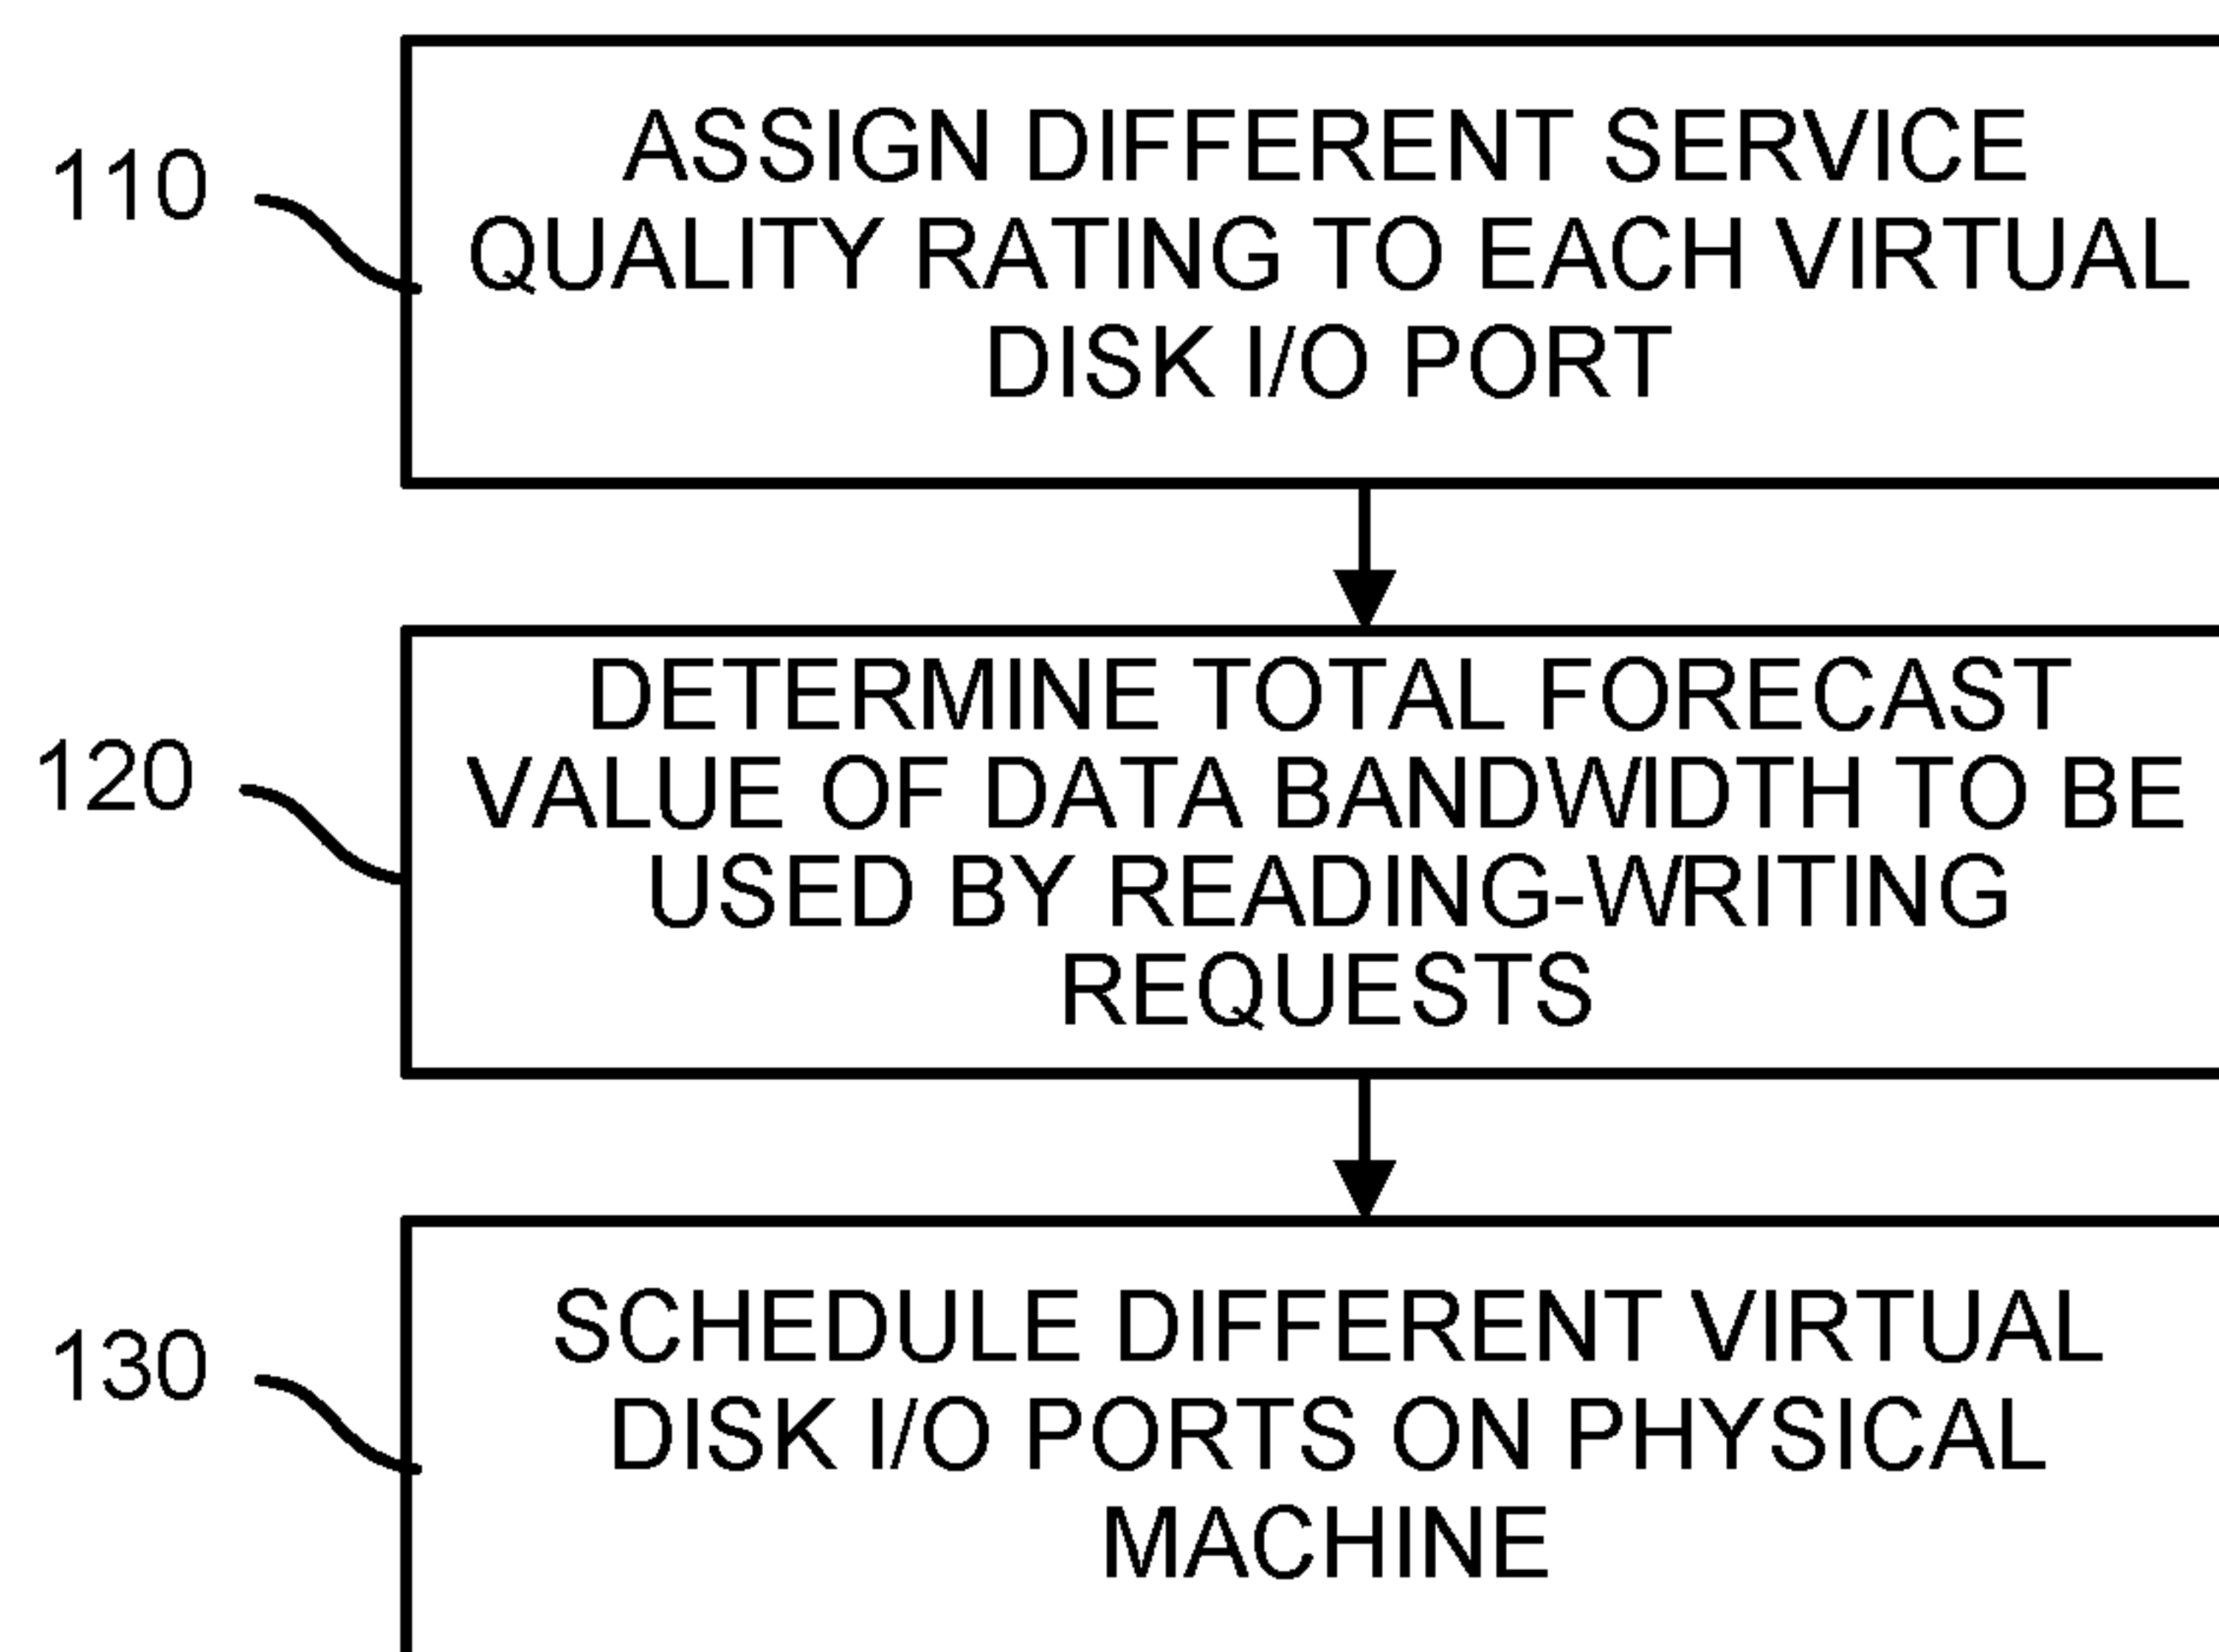 110
ASSIGN DIFFERENT SERVICE
QUALITY RATING TO EACH VIRTUAL
DISK I/O PORT
120
DETERMINE TOTAL FORECAST
VALUE OF DATA BANDWIDTH TO BE
USED BY READING-WRITING
REQUESTS
130
SCHEDULE DIFFERENT VIRTUAL
DISK I/O PORTS ON PHYSICAL
MACHINE